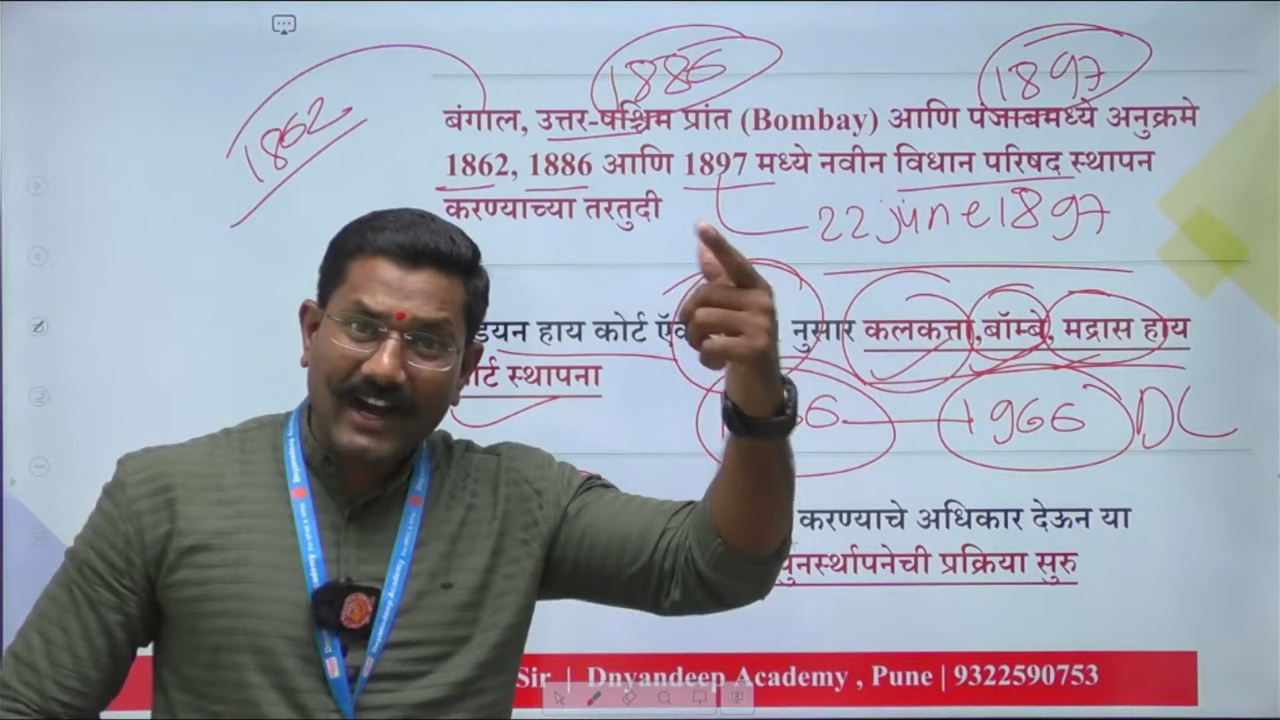 1886
1897
1862
बंगाल, उत्तर-पश्चिम प्रांत (Bombay) आणि पंजाबमध्ये अनुक्रमे
1862, 1886 आणि 1897 मध्ये नवीन विधान परिषद स्थापन
करण्याच्या तरतुदी
22 june 1897
डियन हाय कोर्ट नुसार कलकत्ता,बॉम्बे, मद्रास हाय
र्ट स्थापना
1966 DC
करण्याचे अधिकार देऊन या
पुनर्स्थापनेची प्रक्रिया सुरु
Sir | Dnyandeep Academy , Pune | 9322590753